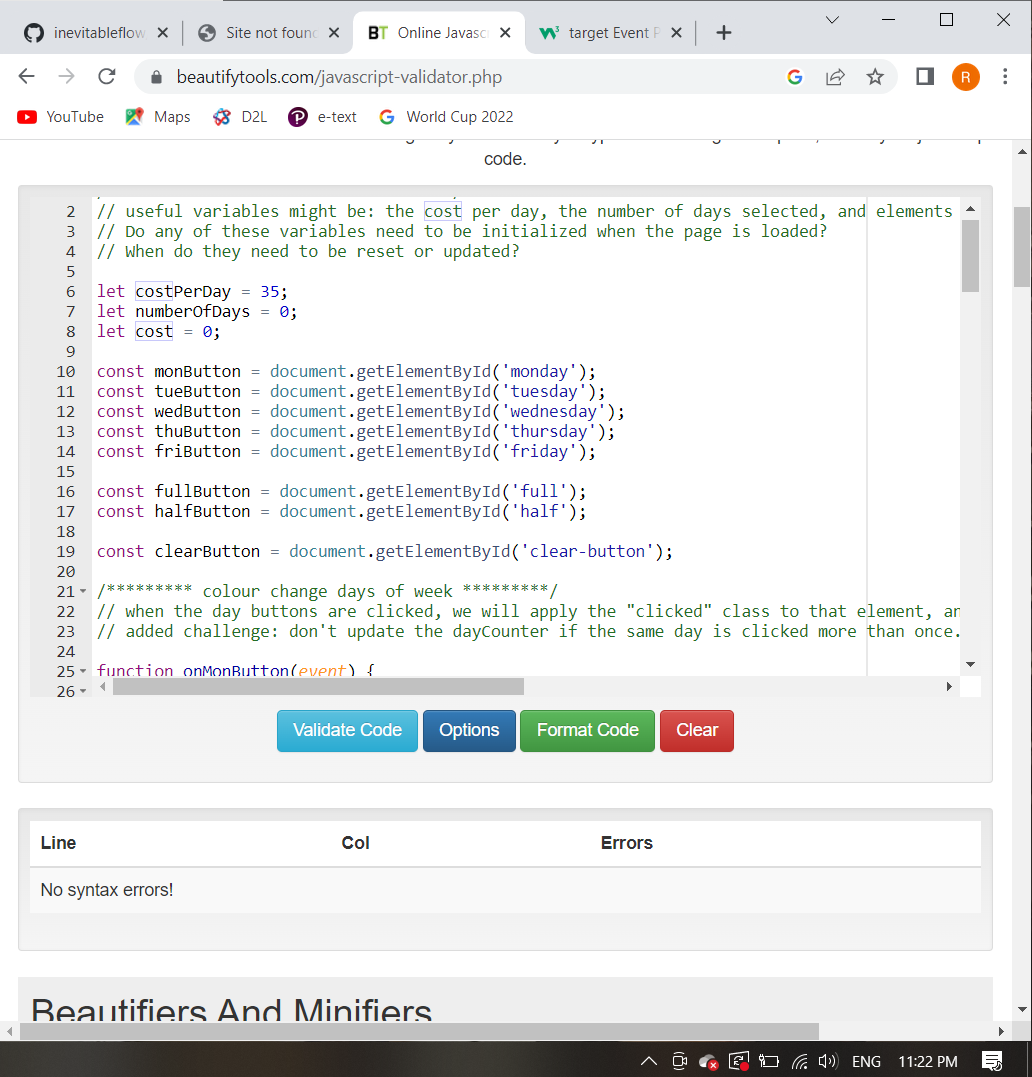 inevitableflow
Site not found
BT Online Javasc
target Event P
beautifytools.com/javascript-validator.php
R
YouTube
Maps
D2L
e-text
World Cup 2022
code.
2 // useful variables might be: the cost per day, the number of days selected, and elements
3 // Do any of these variables need to be initialized when the page is loaded?
4 // When do they need to be reset or updated?
5
6 let costPerDay = 35;
7 let numberOfDays = 0;
8 let cost = 0;
9
10 const monButton = document.getElementById('monday');
11 const tueButton = document.getElementById('tuesday');
12 const wedButton = document.getElementById('wednesday');
13 const thuButton = document.getElementById('thursday');
14 const friButton = document.getElementById('friday');
15
16 const fullButton = document.getElementById('full');
17 const halfButton = document.getElementById('half');
18
19 const clearButton = document.getElementById('clear-button');
20
21 /********* colour change days of week *********/
22 // when the day buttons are clicked, we will apply the "clicked" class to that element, an
23 // added challenge: don't update the dayCounter if the same day is clicked more than once.
24
25 function onMonButton(event) {
26
Validate Code
Options
Format Code
Clear
Line Col Errors
No syntax errors!
Beautifiers And Minifiers
ENG 11:22 PM